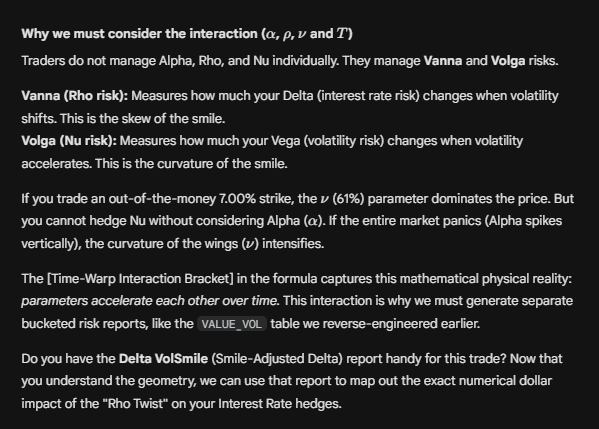 Why we must consider the interaction (α, ρ, ν and T)
Traders do not manage Alpha, Rho, and Nu individually. They manage Vanna and Volga risks.
Vanna (Rho risk): Measures how much your Delta (interest rate risk) changes when volatility
shifts. This is the skew of the smile.
Volga (Nu risk): Measures how much your Vega (volatility risk) changes when volatility
accelerates. This is the curvature of the smile.
If you trade an out-of-the-money 7.00% strike, the ν (61%) parameter dominates the price. But
you cannot hedge Nu without considering Alpha (α). If the entire market panics (Alpha spikes
vertically), the curvature of the wings (ν) intensifies.
The [Time-Warp Interaction Bracket] in the formula captures this mathematical physical reality:
parameters accelerate each other over time. This interaction is why we must generate separate
bucketed risk reports, like the VALUE_VOL table we reverse-engineered earlier.
Do you have the Delta VolSmile (Smile-Adjusted Delta) report handy for this trade? Now that
you understand the geometry, we can use that report to map out the exact numerical dollar
impact of the "Rho Twist" on your Interest Rate hedges.